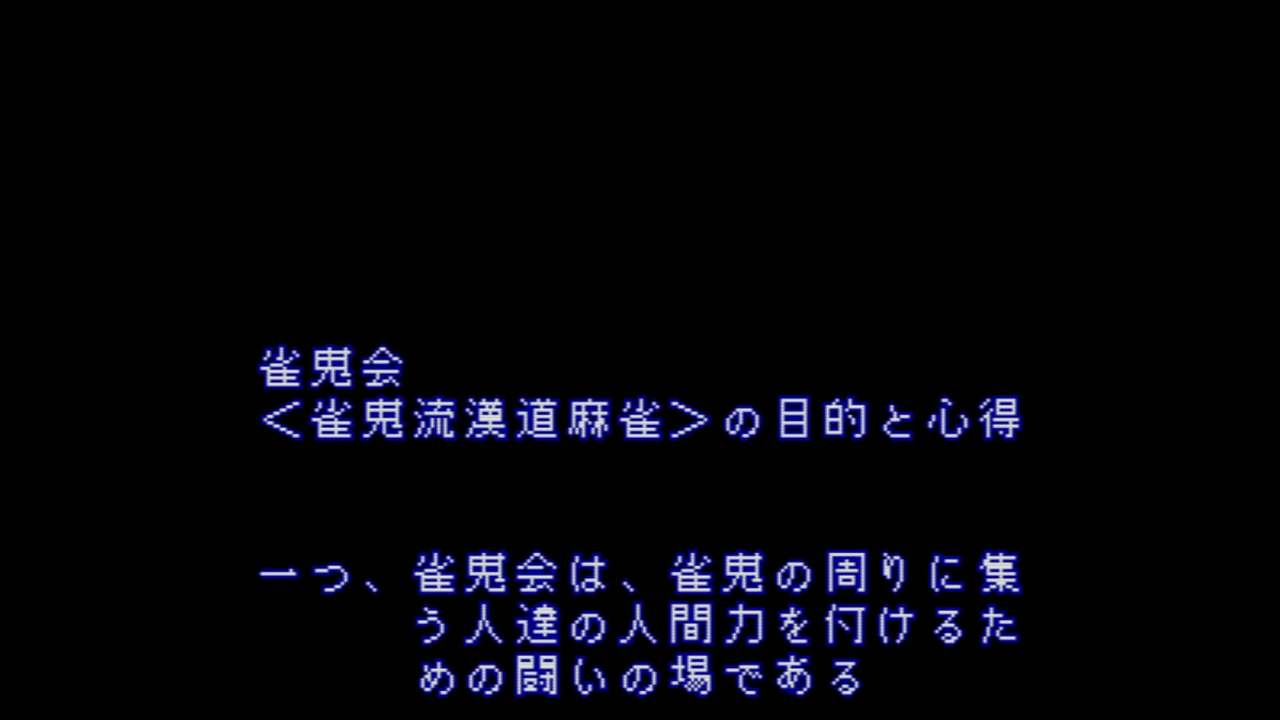 雀鬼会
＜雀鬼流漢道麻雀＞の目的と心得
一つ、雀鬼会は、雀鬼の周りに集
う人達の人間力を付けるた
めの闘いの場である